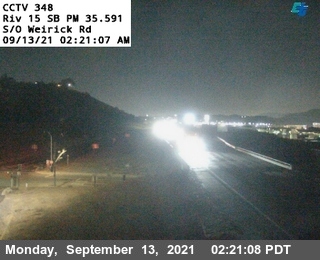 CCTV 348
Riv 15 SB PM 35.591
S/O Weirick Rd
09/13/21 02:21:07 AM
Monday, September 13, 2021 02:21:08 PDT